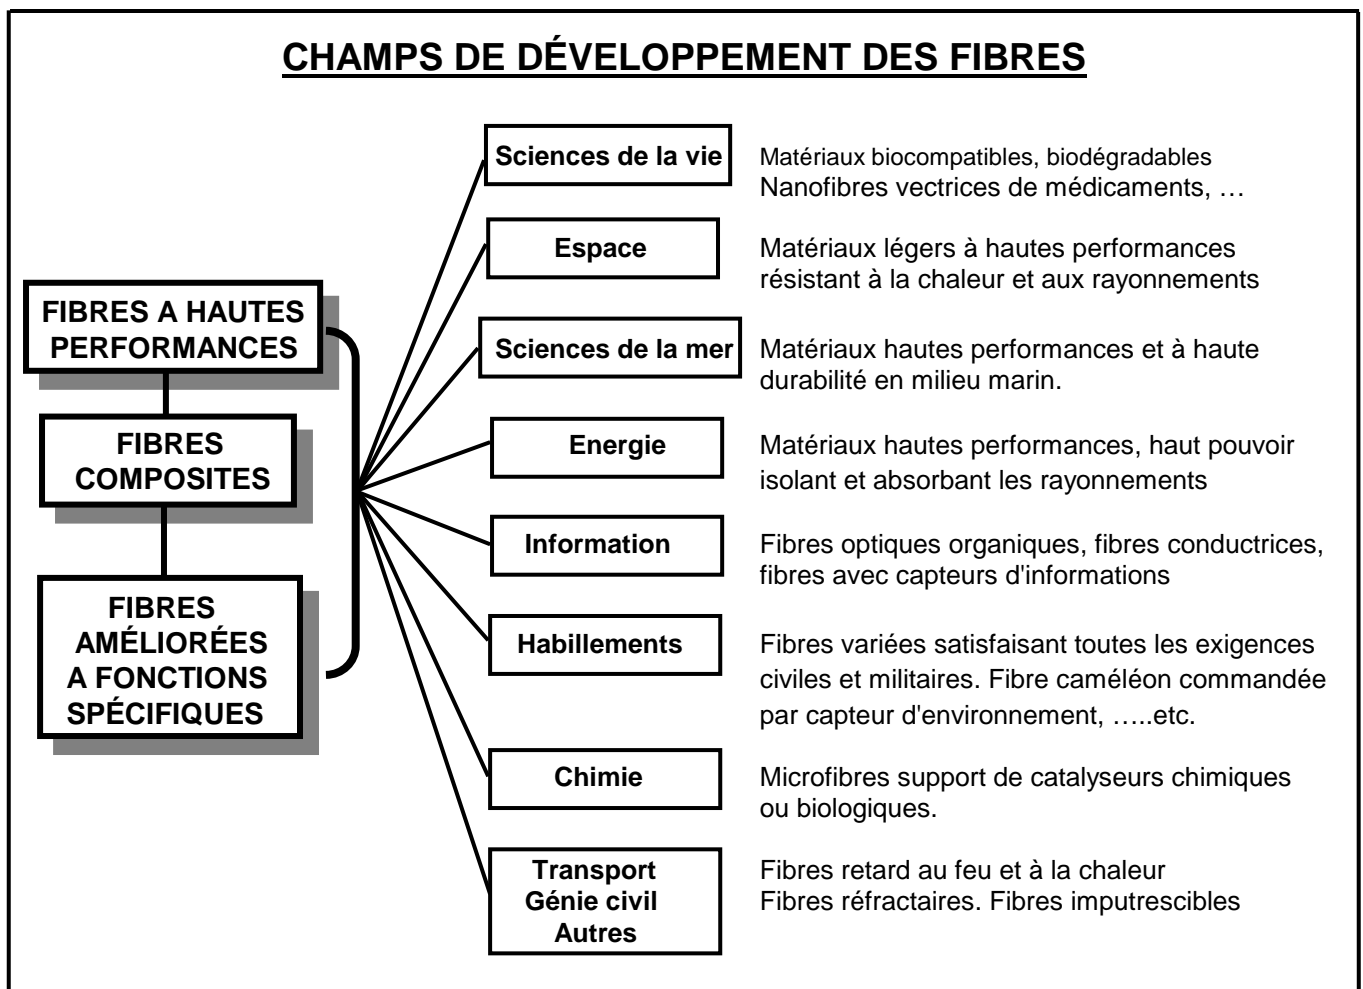 CHAMPS DE DÉVELOPPEMENT DES FIBRES
FIBRES A HAUTES
PERFORMANCES
FIBRES
COMPOSITES
FIBRES
AMÉLIORÉES
A FONCTIONS
SPÉCIFIQUES
Sciences de la vie
Matériaux biocompatibles, biodégradables
Nanofibres vectrices de médicaments, …
Espace
Matériaux légers à hautes performances
résistant à la chaleur et aux rayonnements
Sciences de la mer
Matériaux hautes performances et à haute
durabilité en milieu marin.
Energie
Matériaux hautes performances, haut pouvoir
isolant et absorbant les rayonnements
Information
Fibres optiques organiques, fibres conductrices,
fibres avec capteurs d'informations
Habillements
Fibres variées satisfaisant toutes les exigences
civiles et militaires. Fibre caméléon commandée
par capteur d'environnement, …..etc.
Chimie
Microfibres support de catalyseurs chimiques
ou biologiques.
Transport
Génie civil
Autres
Fibres retard au feu et à la chaleur
Fibres réfractaires. Fibres imputrescibles